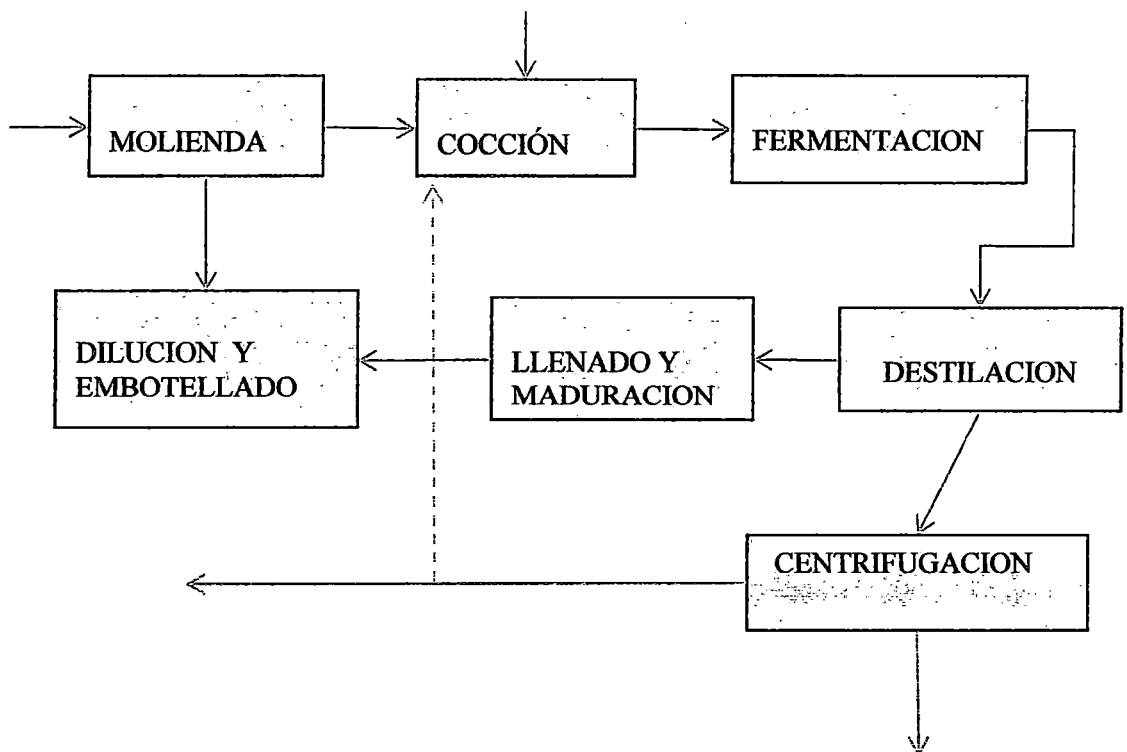 MOLIENDA
COCCIÓN
FERMENTACION
DILUCION Y
EMBOTELLADO
LLENADO Y
MADURACION
DESTILACION
CENTRIFUGACION